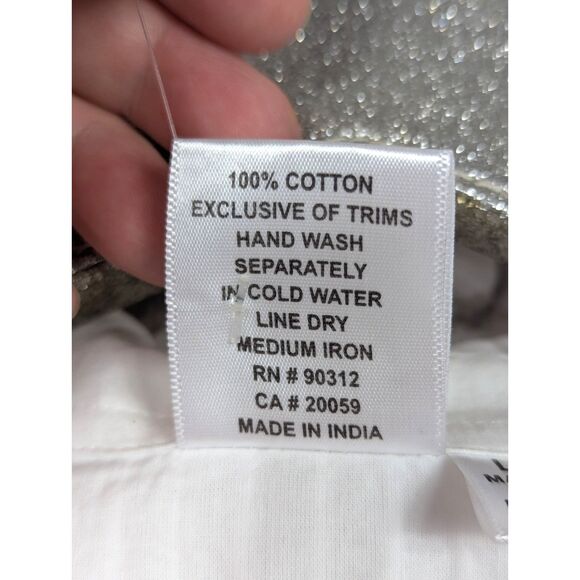 100% COTTON
EXCLUSIVE OF TRIMS
HAND WASH
SEPARATELY
IN COLD WATER
LINE DRY
MEDIUM IRON
RN # 90312
CA # 20059
MADE IN INDIA